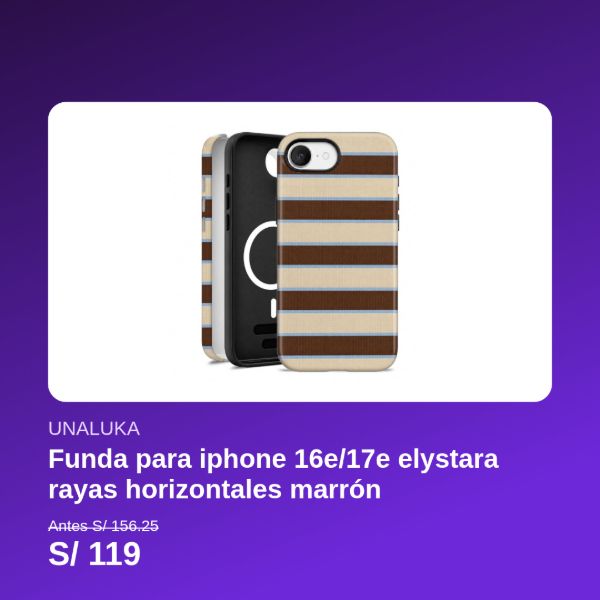 UNALUKA
Funda para iphone 16e/17e elystara
rayas horizontales marrón
Antes S/ 156.25
S/ 119